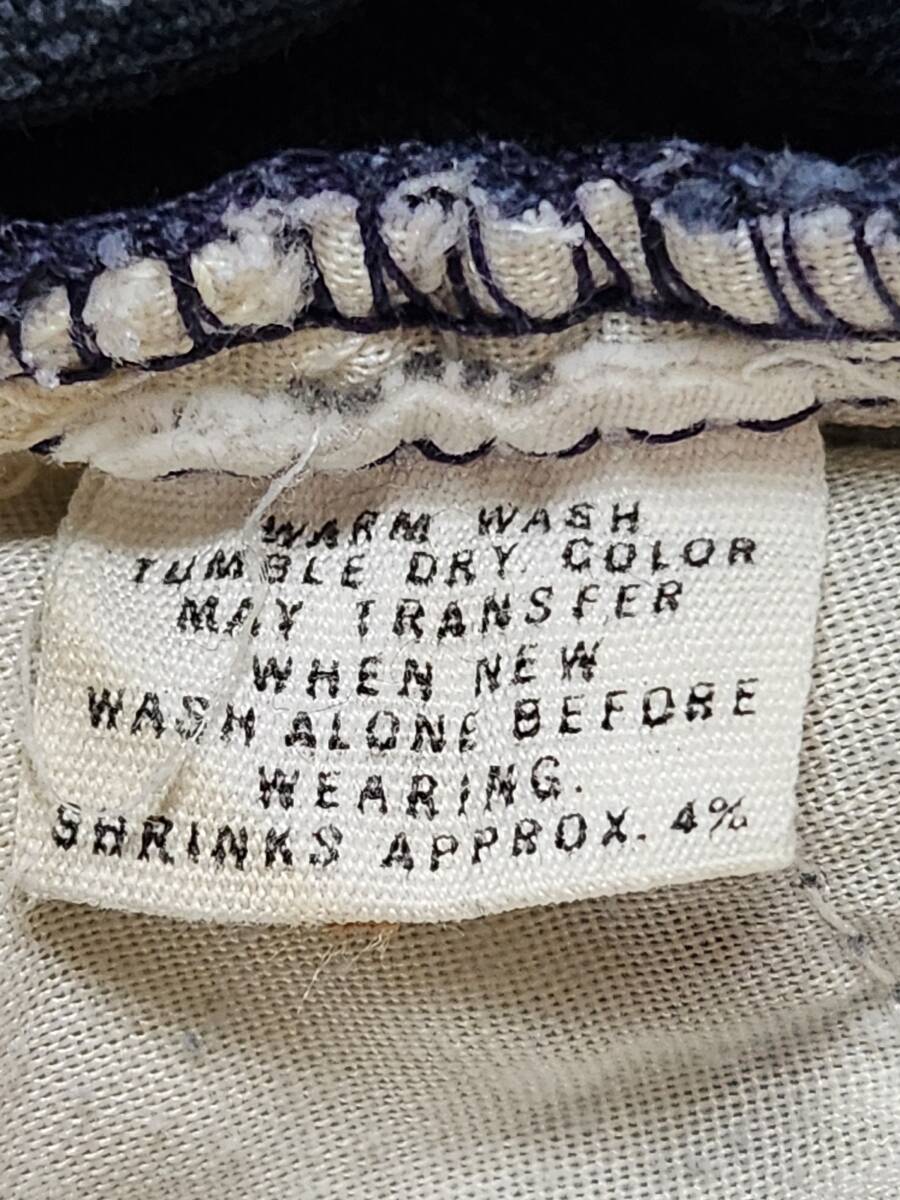 WARM WASH
TUMBLE DRY. COLOR
MAY TRANSFER
WHEN NEW
WASH ALONE BEFORE
WEARING.
SHRINKS APPROX. 4%